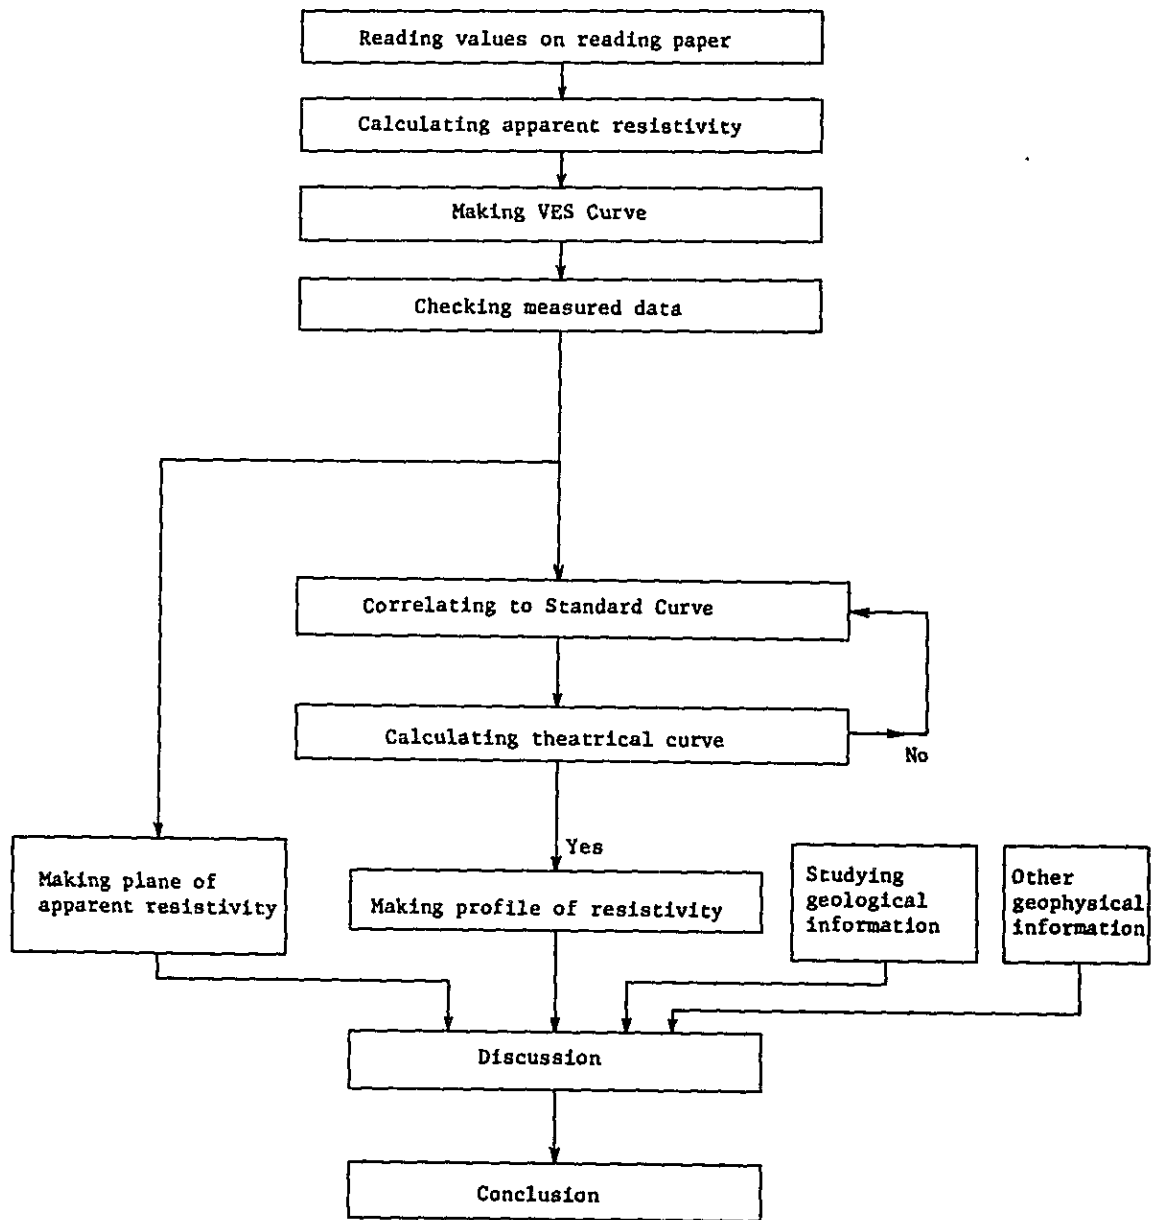 Reading values on reading paper
Calculating apparent resistivity
Making VES Curve
Checking measured data
Correlating to Standard Curve
Calculating theatrical curve
No
Yes
Making plane of
apparent resistivity
Making profile of resistivity
Studying
geological
information
Other
geophysical
information
Discussion
Conclusion